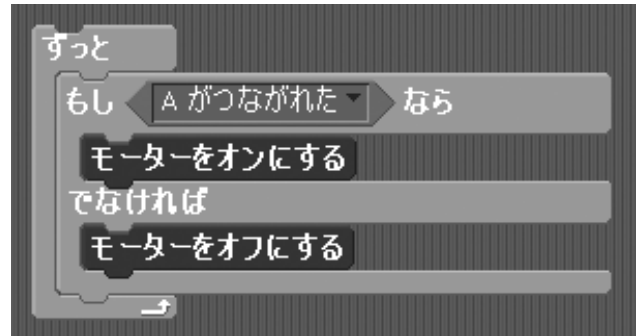 ずっと
もし A がつながれた なら
モーターをオンにする
でなければ
モーターをオフにする